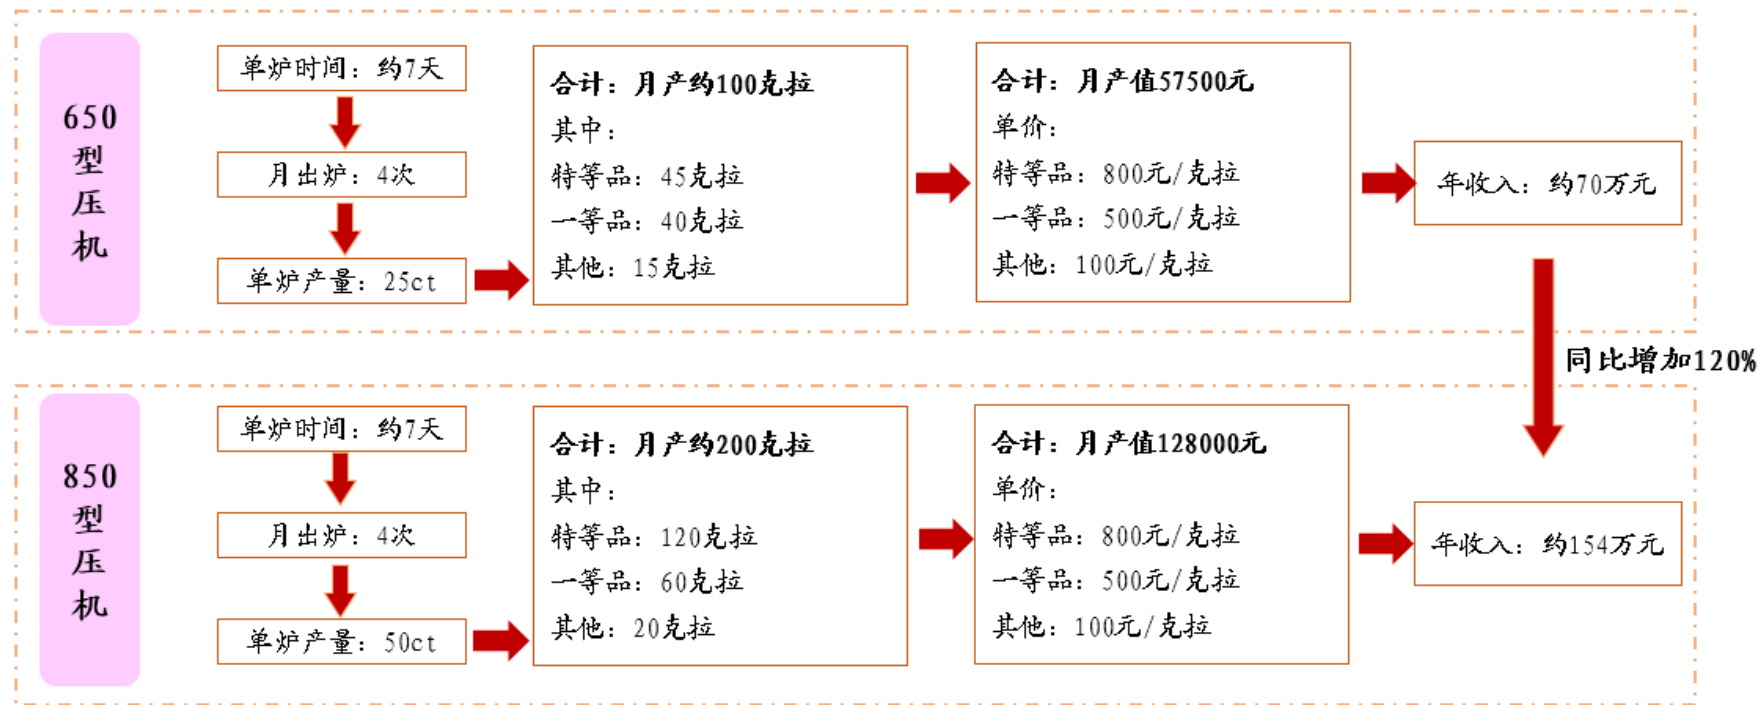 650
型
压
机
单炉时间：约7天
月出炉：4次
单炉产量：25ct
合计：月产约100克拉
其中：
特等品：45克拉
一等品：40克拉
其他：15克拉
合计：月产值57500元
单价：
特等品：800元/克拉
一等品：500元/克拉
其他：100元/克拉
年收入：约70万元
同比增加120%
850
型
压
机
单炉时间：约7天
月出炉：4次
单炉产量：50ct
合计：月产约200克拉
其中：
特等品：120克拉
一等品：60克拉
其他：20克拉
合计：月产值128000元
单价：
特等品：800元/克拉
一等品：500元/克拉
其他：100元/克拉
年收入：约154万元